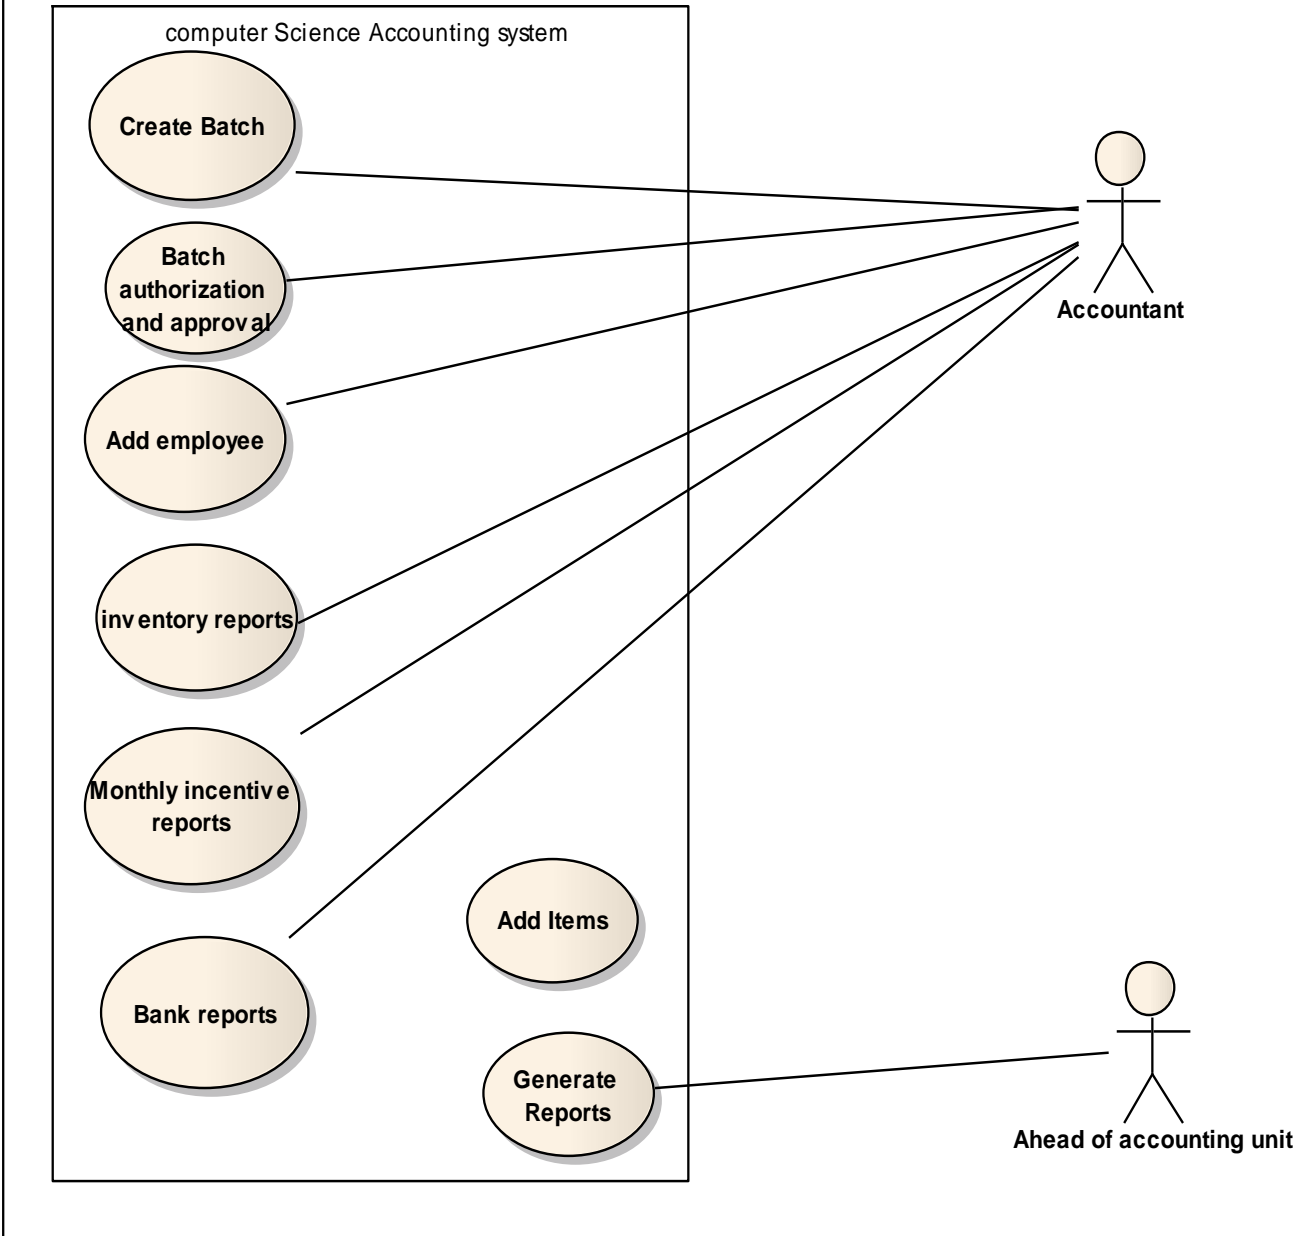 computer Science Accounting system
Create Batch
Batch
authorization
and approval
Add employee
inventory reports
Monthly incentive
reports
Bank reports
Add Items
Generate
Reports
Accountant
Ahead of accounting unit